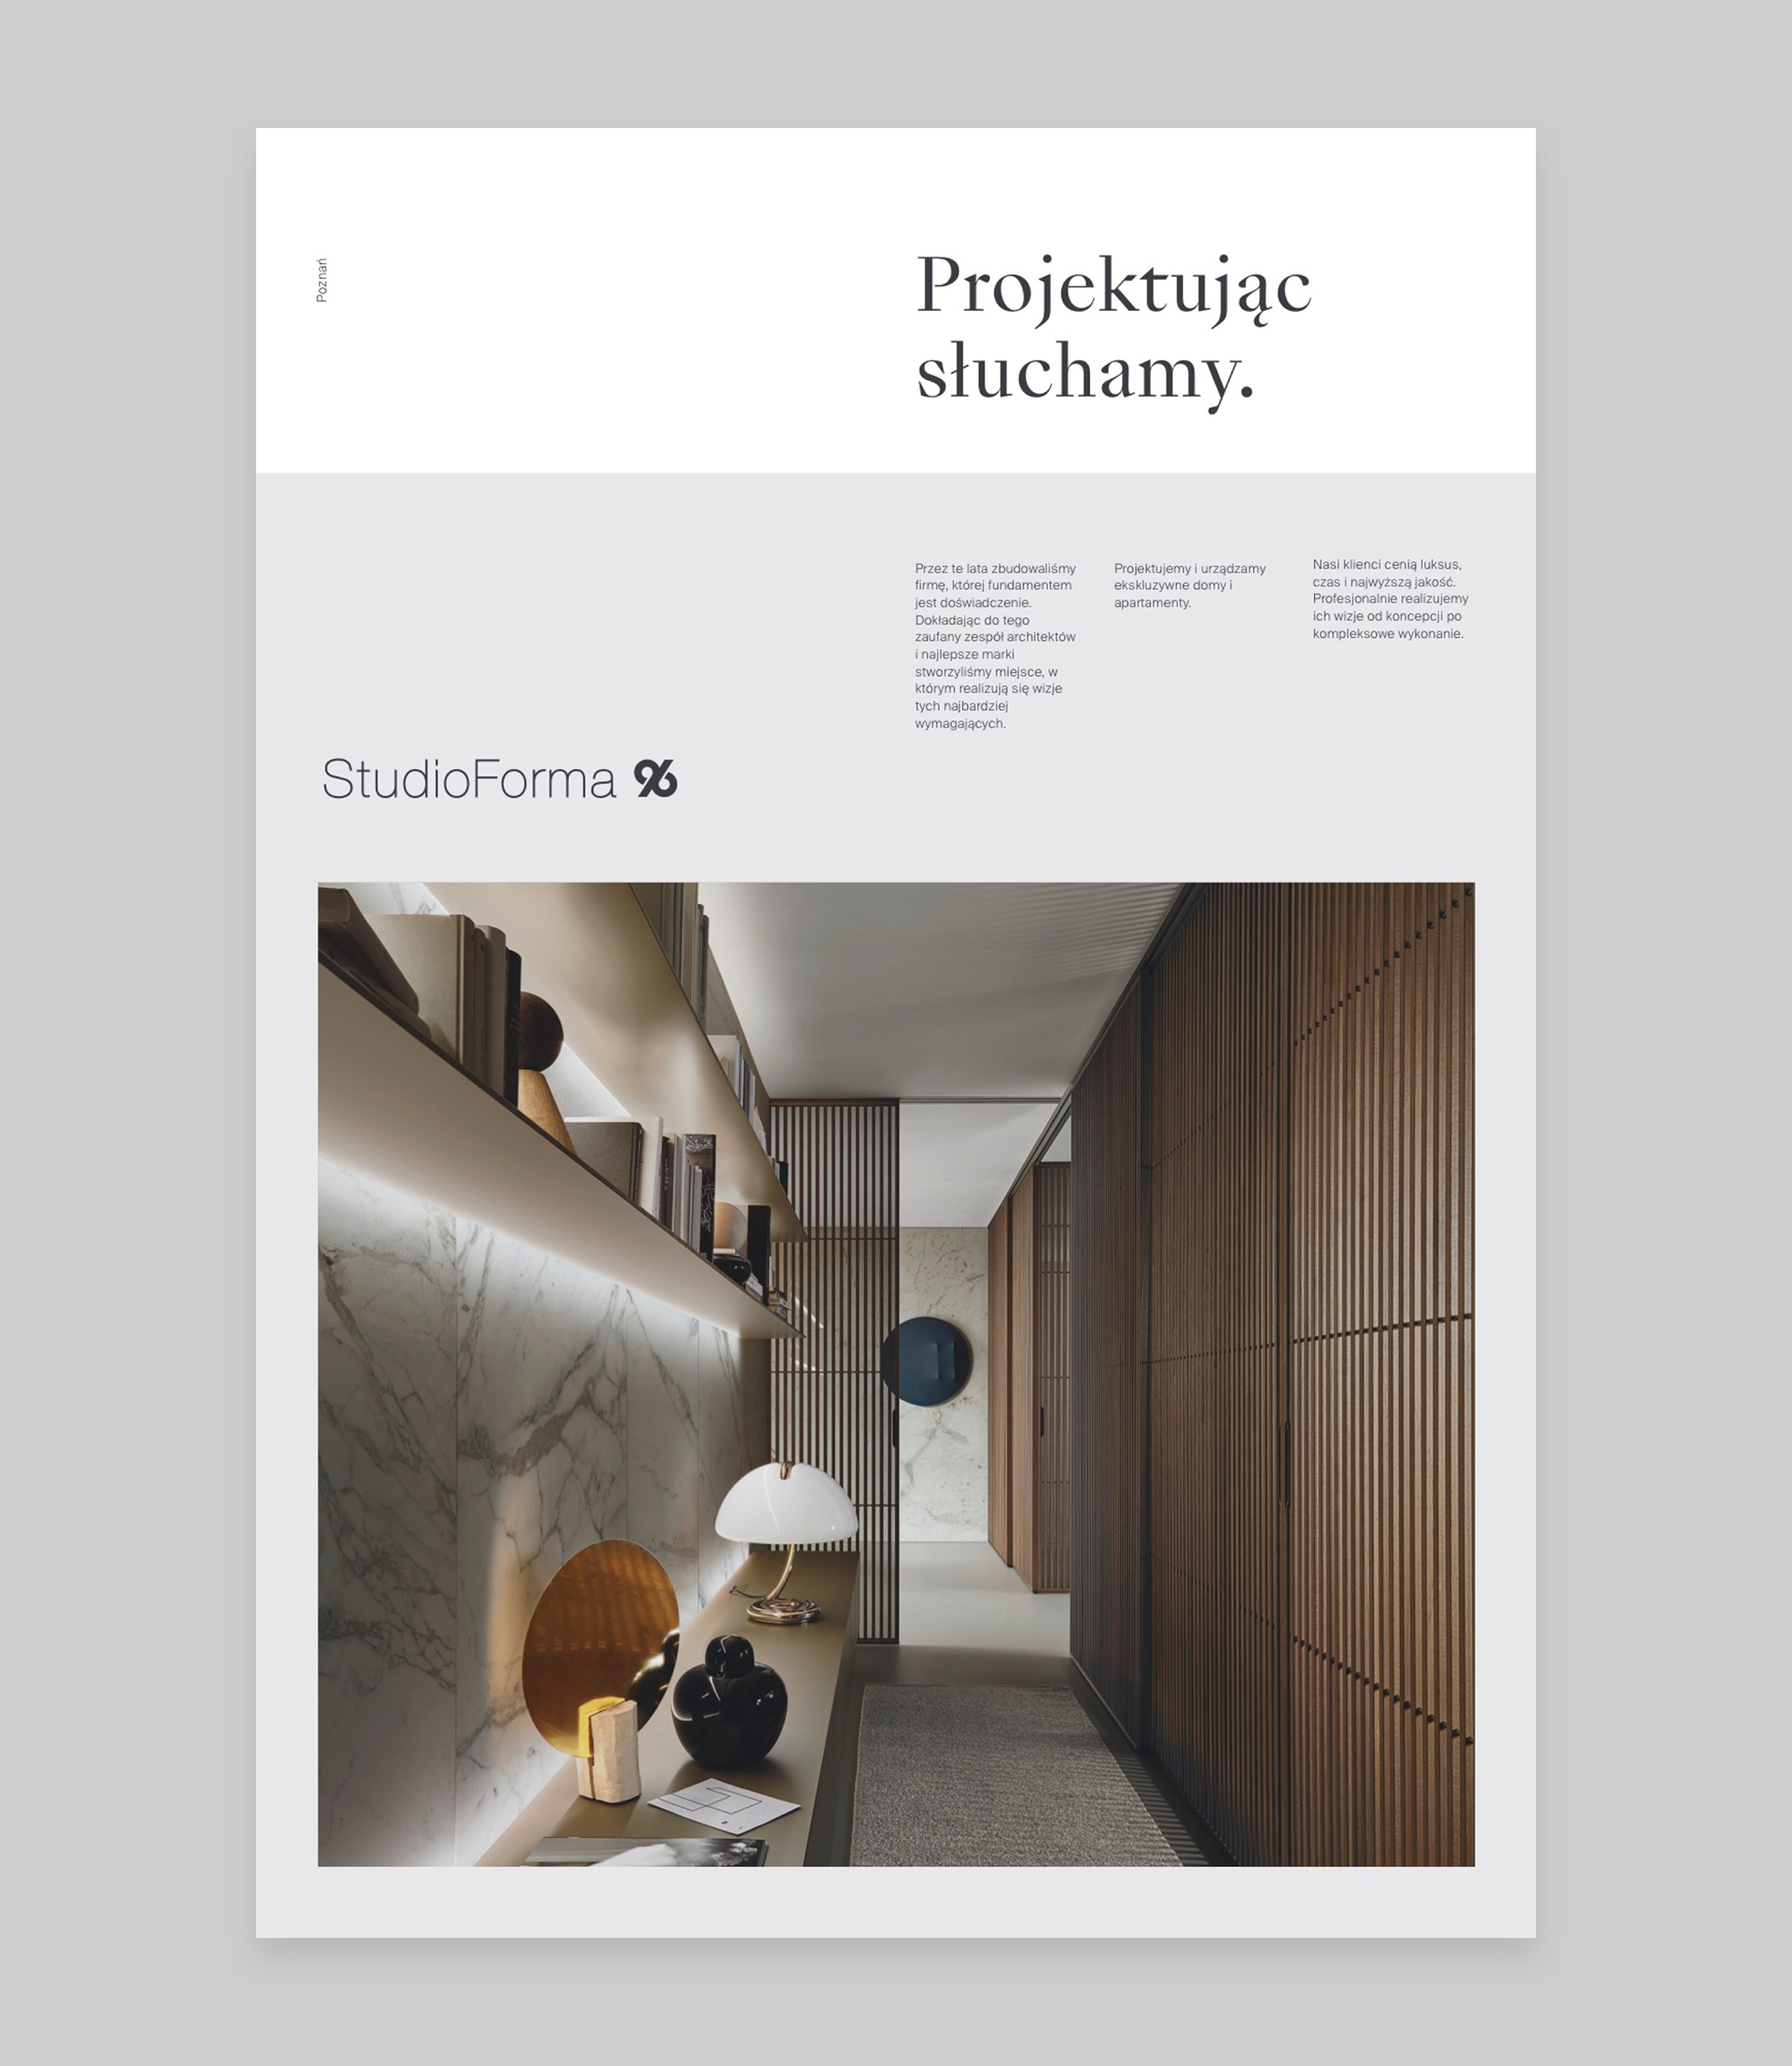 Poznań
Projektując
słuchamy.
Przez te lata zbudowaliśmy
firmę, której fundamentem
jest doświadczenie.
Dokładając do tego
zaufany zespół architektów
i najlepsze marki
stworzyliśmy miejsce, w
którym realizują się wizje
tych najbardziej
wymagających.
Projektujemy i urządzamy
ekskluzywne domy i
apartamenty.
Nasi klienci cenią luksus,
czas i najwyższą jakość.
Profesjonalnie realizujemy
ich wizje od koncepcji po
kompleksowe wykonanie.
StudioForma 96